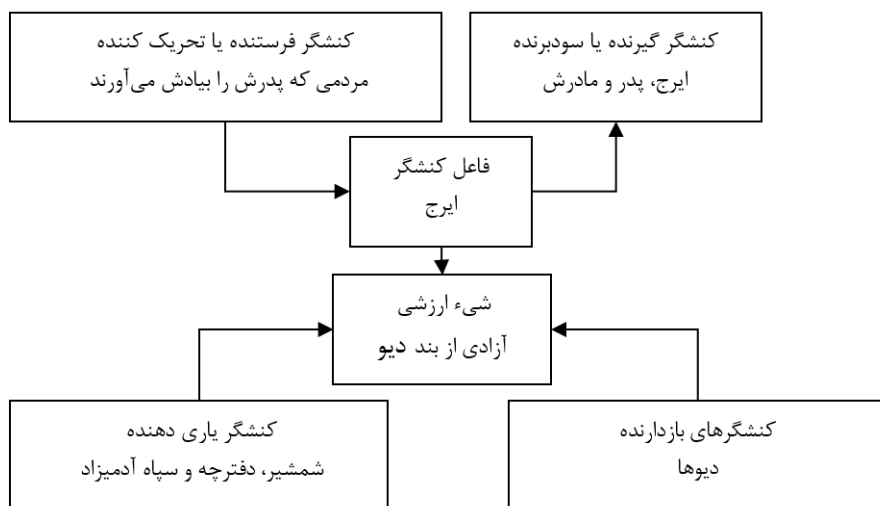 کنشگر گیرنده یا سودبرنده
ایرج، پدر و مادرش
کنشگر فرستنده یا تحریک کننده
مردمی که پدرش را بیادش می‌آورند
فاعل کنشگر
ایرج
شیء ارزشی
آزادی از بند دیو
کنشگرهای بازدارنده
دیوها
کنشگر یاری دهنده
شمشیر، دفترچه و سپاه آدمیزاد